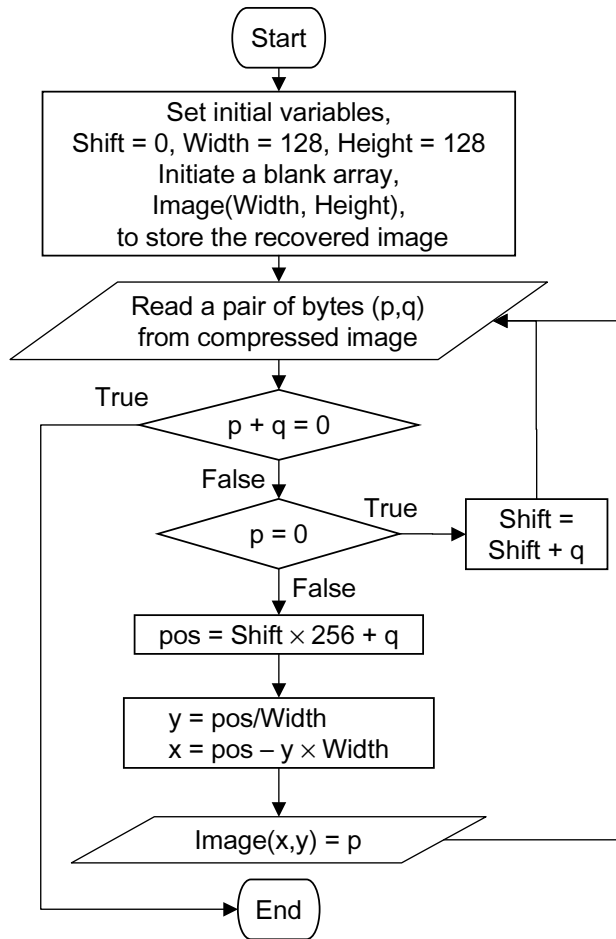 Start
Set initial variables,
Shift = 0, Width = 128, Height = 128
Initiate a blank array,
Image(Width, Height),
to store the recovered image
Read a pair of bytes (p,q)
from compressed image
True
p + q = 0
False
True
p = 0
Shift =
Shift + q
False
pos = Shift × 256 + q
y = pos/Width
x = pos – y × Width
Image(x,y) = p
End